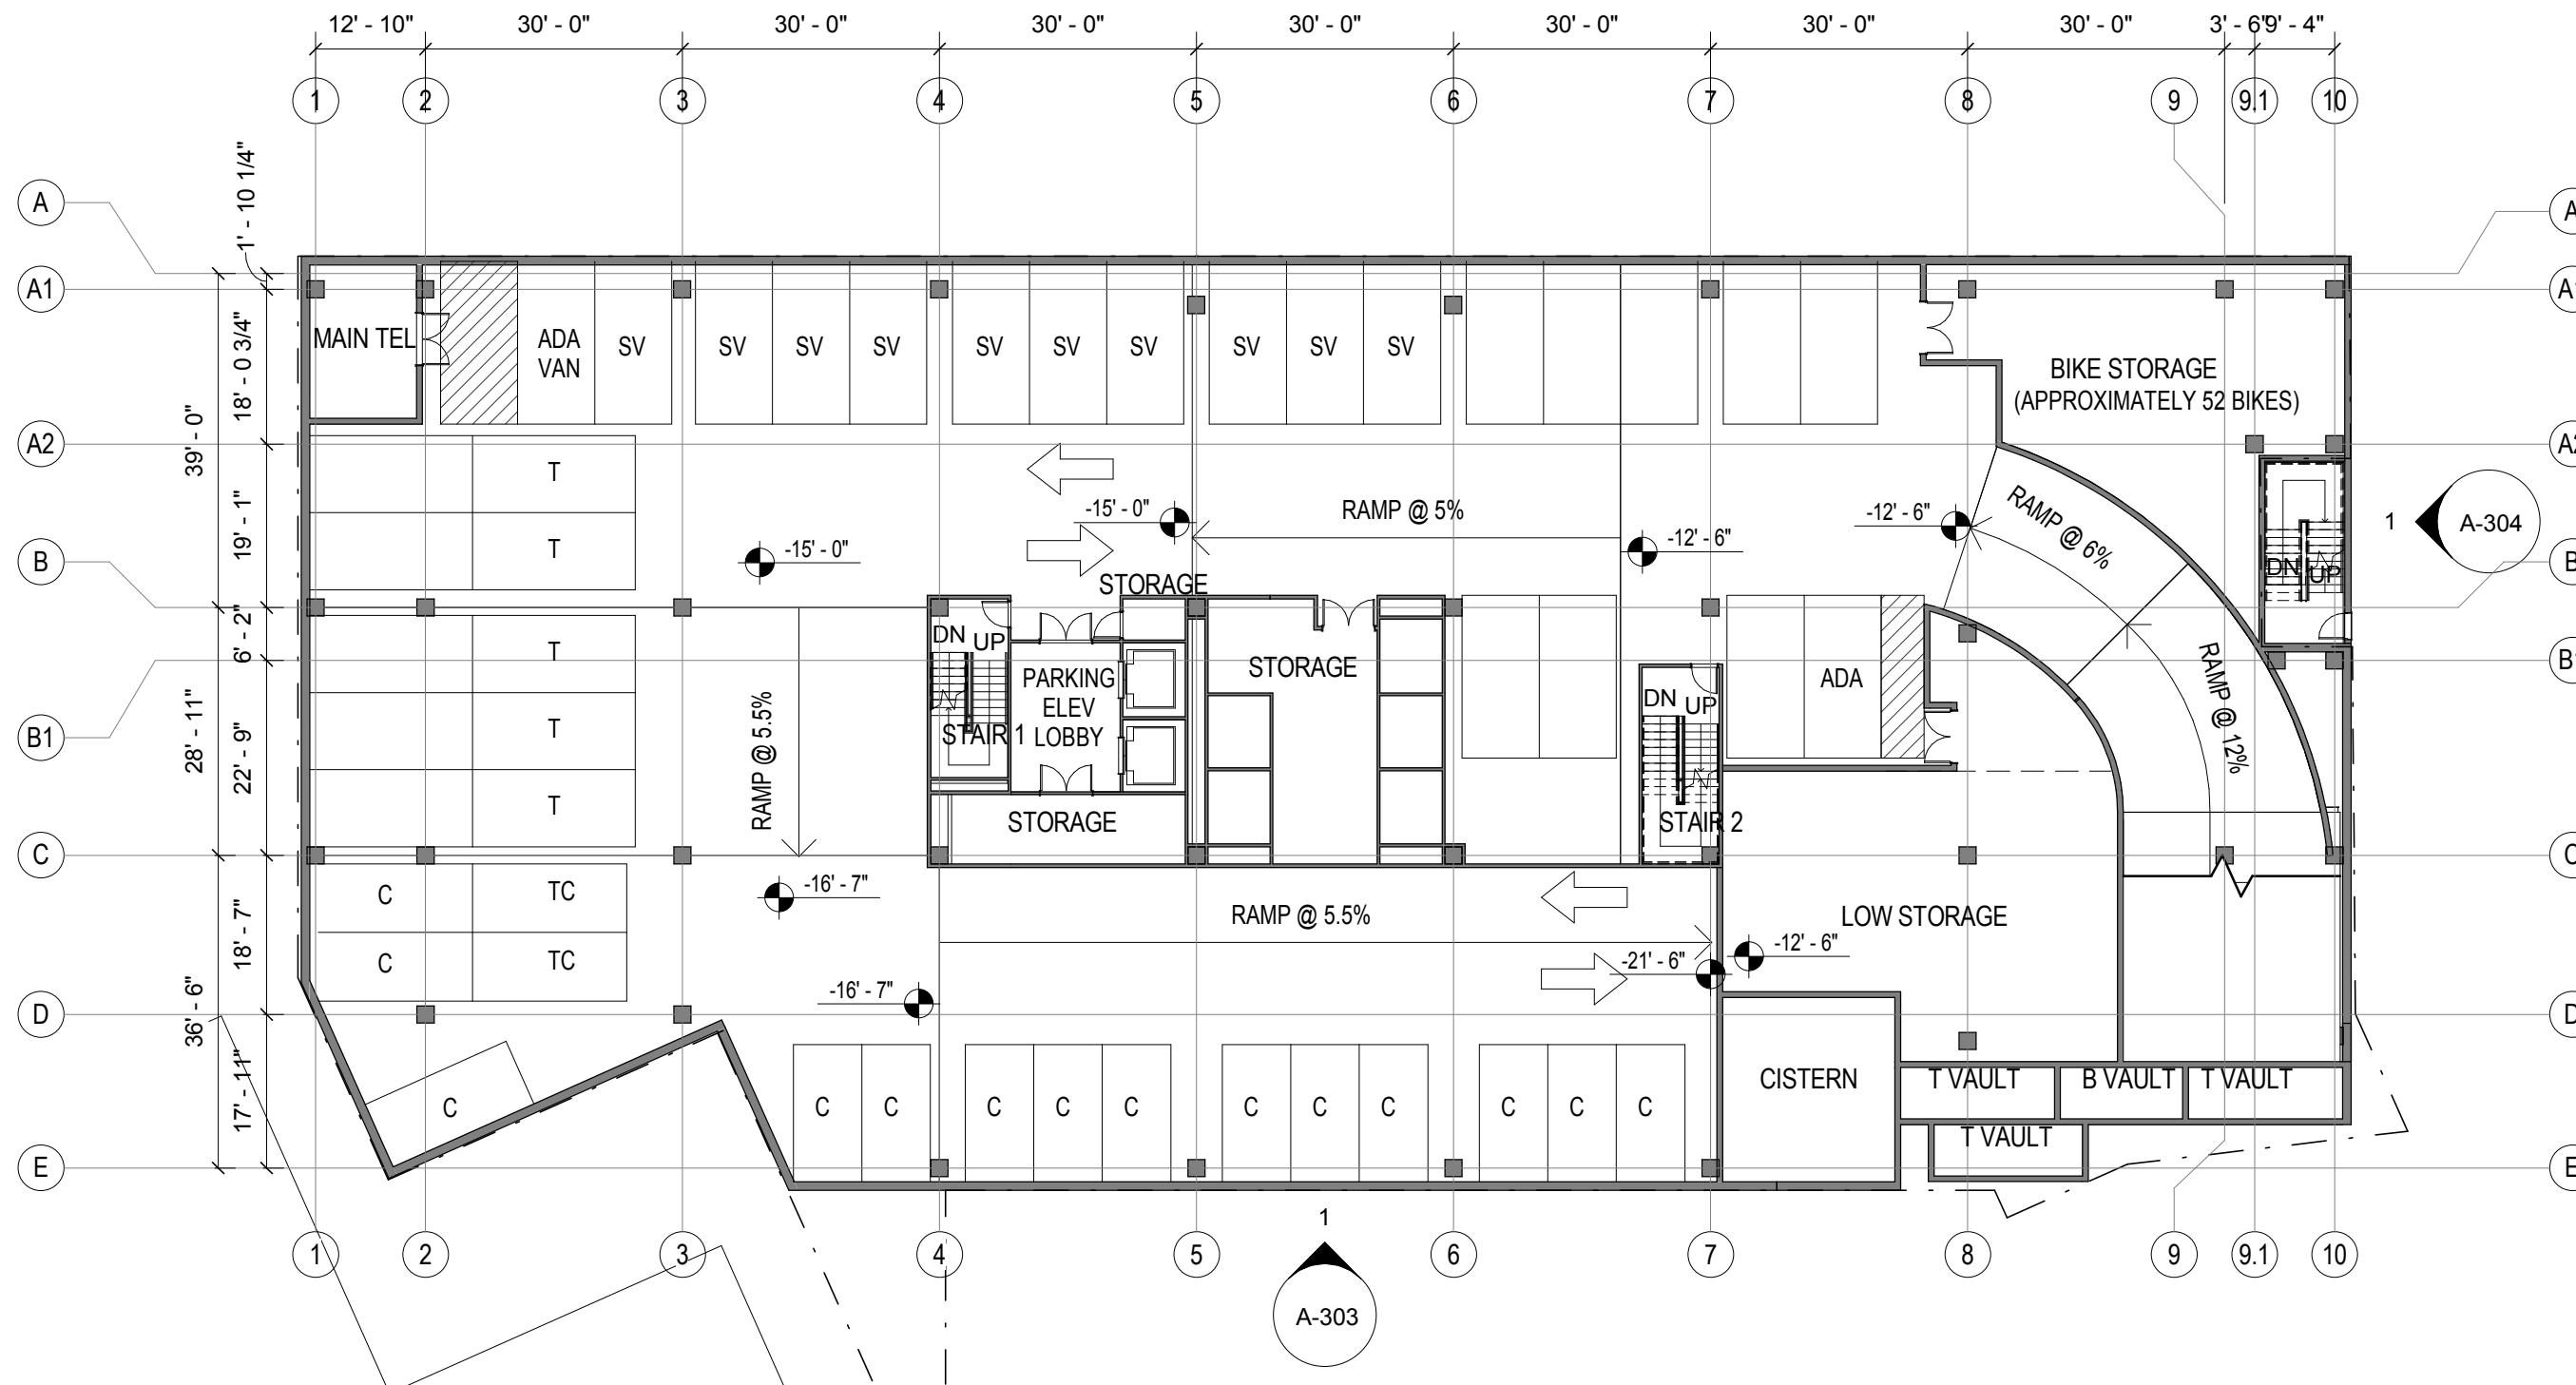 12' - 10"
30' - 0"
30' - 0"
30' - 0"
30' - 0"
30' - 0"
30' - 0"
30' - 0"
3' - 6"
9' - 4"
1
2
3
4
5
6
7
8
9
9.1
10
1' - 10 1/4"
A
A
A1
18' - 0 3/4"
MAIN TEL
ADA
VAN
SV
SV
SV
SV
SV
SV
SV
SV
SV
SV
BIKE STORAGE
(APPROXIMATELY 52 BIKES)
39' - 0"
A2
T
19' - 1"
T
-15' - 0"
-15' - 0"
RAMP @ 5%
-12' - 6"
-12' - 6"
RAMP @ 6%
1
A-304
B
B
STORAGE
DN
UP
6' - 2"
T
DN
UP
PARKING
ELEV
LOBBY
STORAGE
ADA
DN
UP
RAMP @ 12%
B1
28' - 11"
22' - 9"
T
RAMP @ 5.5%
STAIR 1
T
STORAGE
STAIR 2
C
C
C
TC
-16' - 7"
RAMP @ 5.5%
LOW STORAGE
18' - 7"
C
TC
-21' - 6"
-12' - 6"
36' - 6"
-16' - 7"
D
D
17' - 11"
C
C
C
C
C
C
C
C
C
C
C
C
CISTERN
T VAULT
B VAULT
T VAULT
T VAULT
E
E
1
1
2
3
4
5
6
7
8
9
9.1
10
A-303